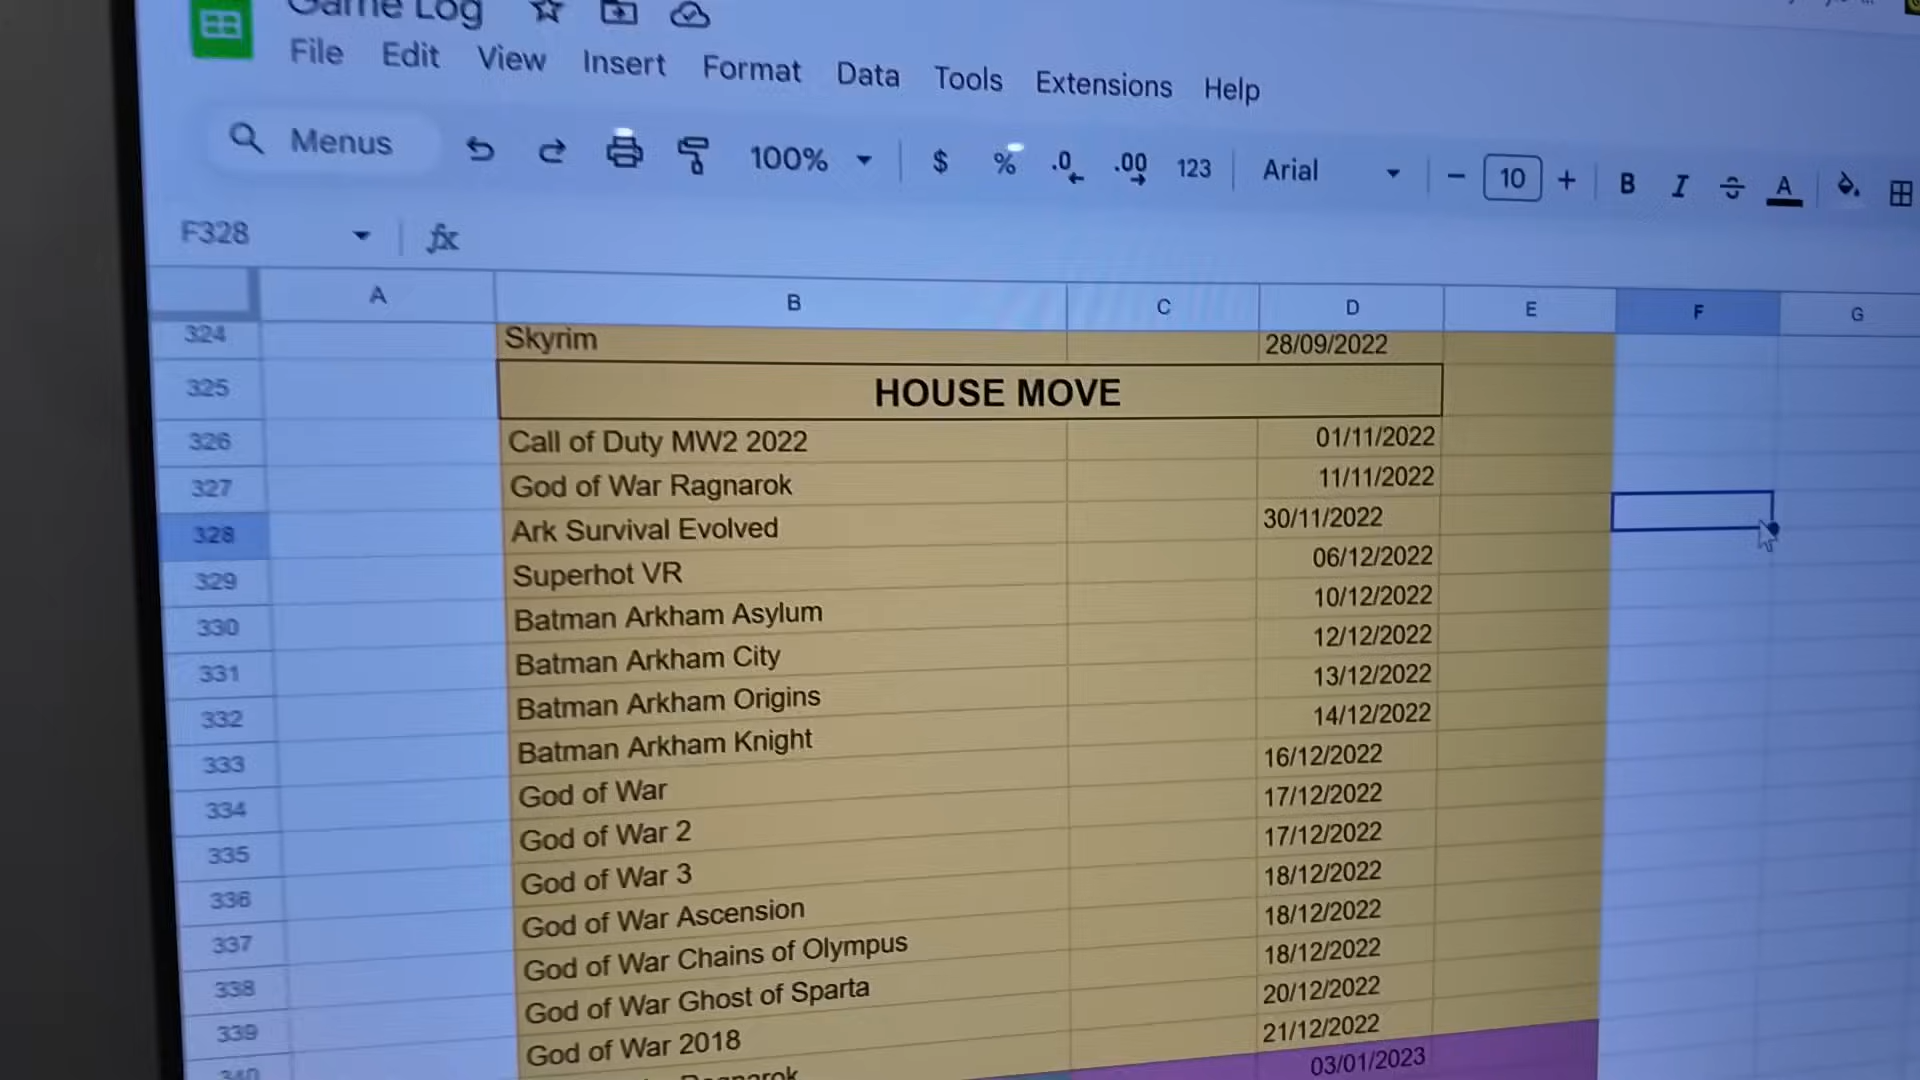 Game Log
File Edit View Insert Format Data Tools Extensions Help
Menus 100% $ % .0 .00 123 Arial − 10 + B I S A
F328 fx
A B C D E F G
324 Skyrim 28/09/2022
325 HOUSE MOVE
326 Call of Duty MW2 2022 01/11/2022
327 God of War Ragnarok 11/11/2022
328 Ark Survival Evolved 30/11/2022
329 Superhot VR 06/12/2022
330 Batman Arkham Asylum 10/12/2022
331 Batman Arkham City 12/12/2022
332 Batman Arkham Origins 13/12/2022
333 Batman Arkham Knight 14/12/2022
334 God of War 16/12/2022
335 God of War 2 17/12/2022
336 God of War 3 17/12/2022
337 God of War Ascension 18/12/2022
338 God of War Chains of Olympus 18/12/2022
339 God of War Ghost of Sparta 18/12/2022
340 God of War 2018 20/12/2022
Ragnarok 21/12/2022
03/01/2023